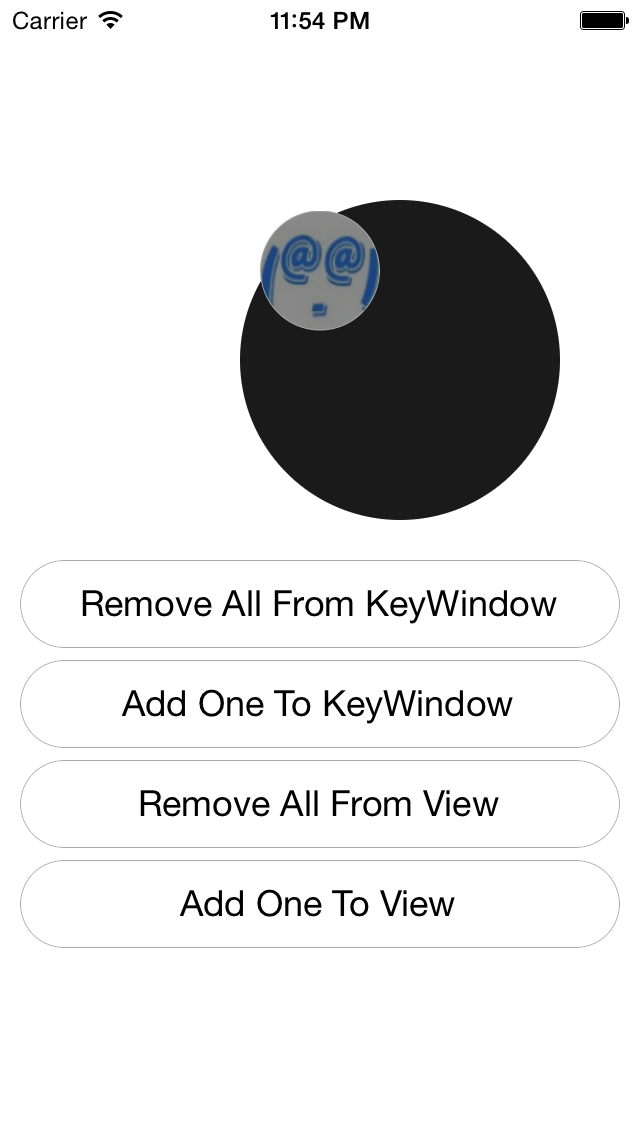 Carrier 11:54 PM
@@
Remove All From KeyWindow
Add One To KeyWindow
Remove All From View
Add One To View